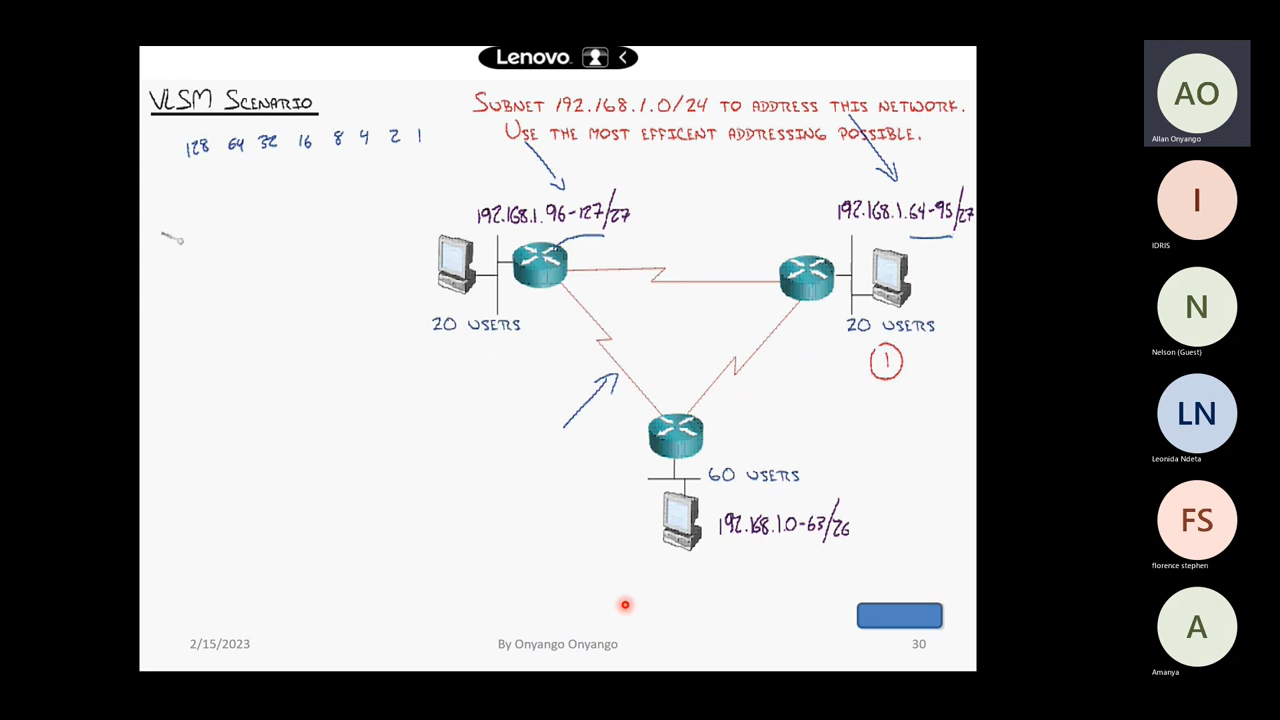 Lenovo
VLSM SCENARIO
SUBNET 192.168.1.0/24 TO ADDRESS THIS NETWORK.
USE THE MOST EFFICENT ADDRESSING POSSIBLE.
128 64 32 16 8 4 2 1
192.168.1.96-127/27
192.168.1.64-95/27
20 USERS
20 USERS
1
60 USERS
192.168.1.0-63/26
2/15/2023
By Onyango Onyango
30
AO
Allan Onyango
I
IDRIS
N
Nelson (Guest)
LN
Leonida Ndeta
FS
florence stephen
A
Amanya